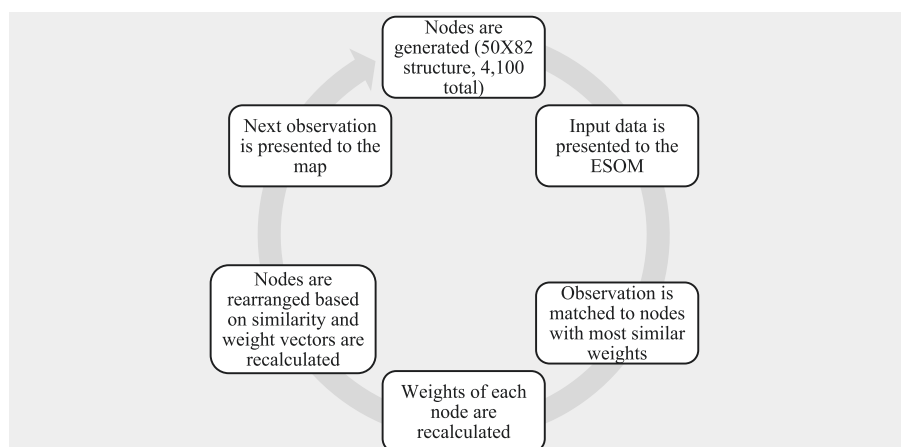 Nodes are
generated (50X82
structure, 4,100
total)
Input data is
presented to the
ESOM
Observation is
matched to nodes
with most similar
weights
Weights of each
node are
recalculated
Nodes are
rearranged based
on similarity and
weight vectors are
recalculated
Next observation
is presented to the
map